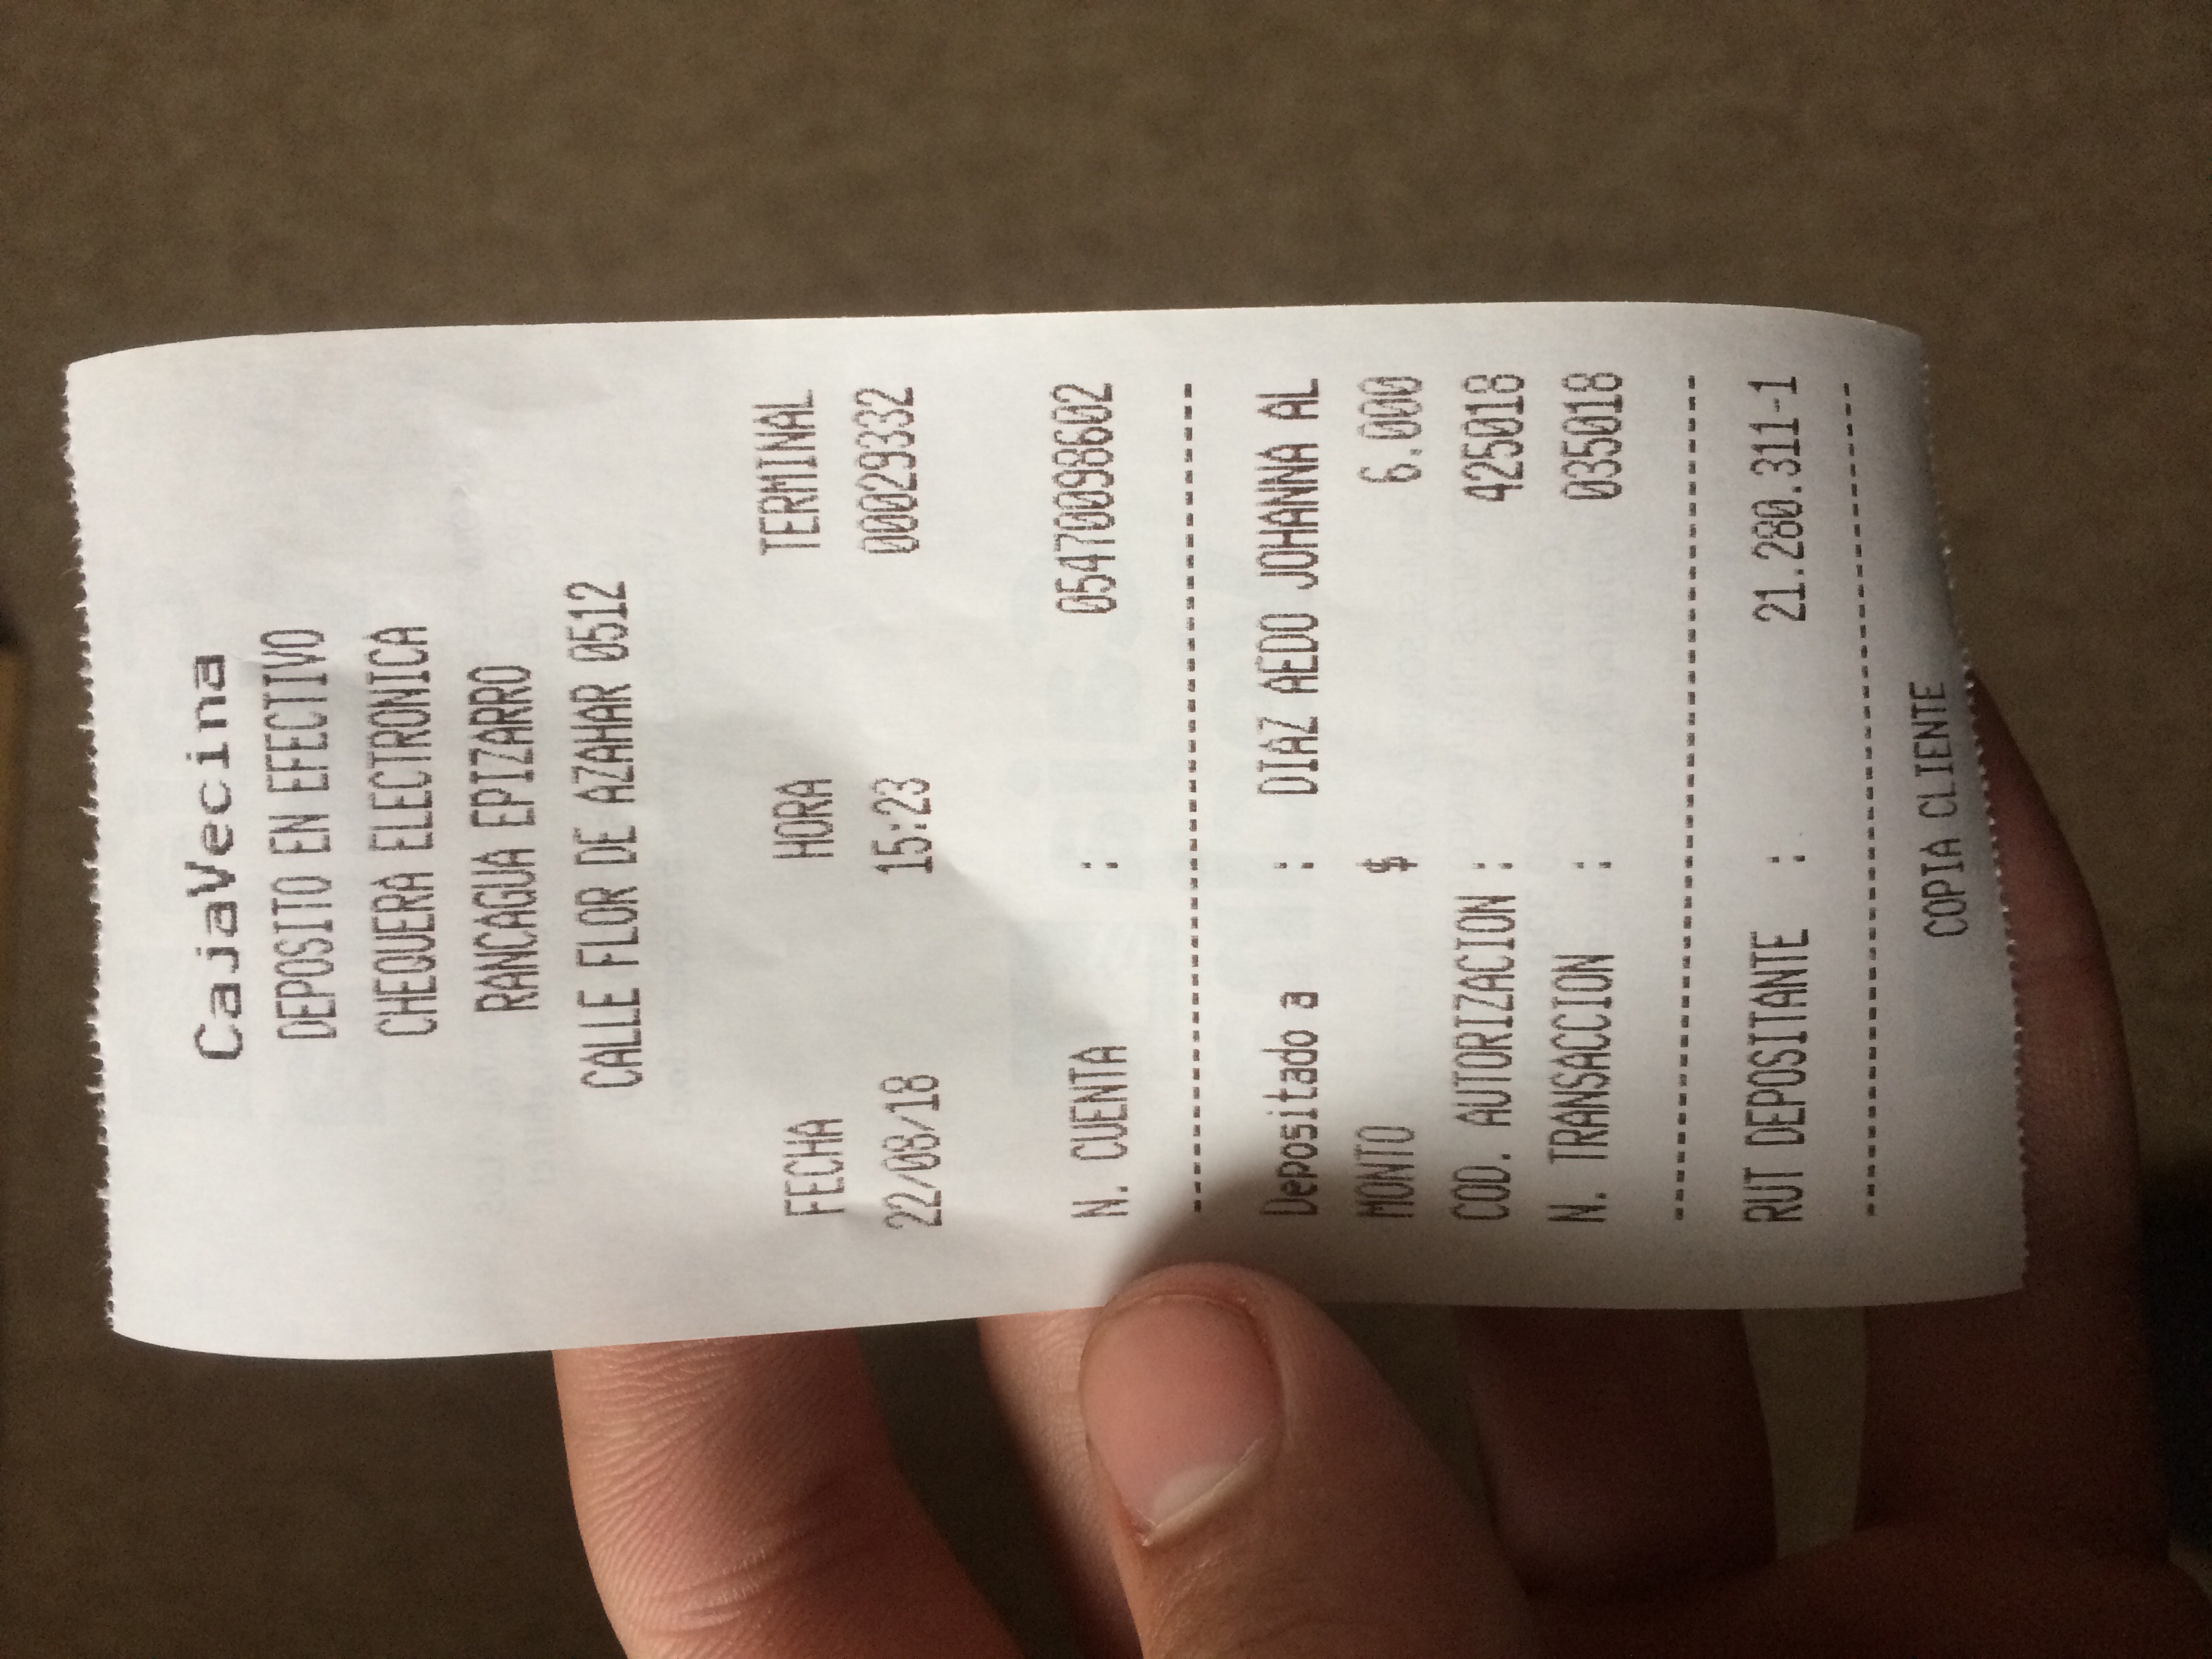 CajaVecina
DEPOSITO EN EFECTIVO
CHEQUERA ELECTRONICA
RANCAGUA EPIZARRO
CALLE FLOR DE AZAHAR 0512
FECHA HORA TERMINAL
22/08/18 15:23 00029332
N. CUENTA : 05470098602
Depositado a : DIAZ AEDO JOHANNA AL
MONTO $ 6.000
COD. AUTORIZACION : 425018
N. TRANSACCION : 035018
RUT DEPOSITANTE : 21.280.311-1
COPIA CLIENTE